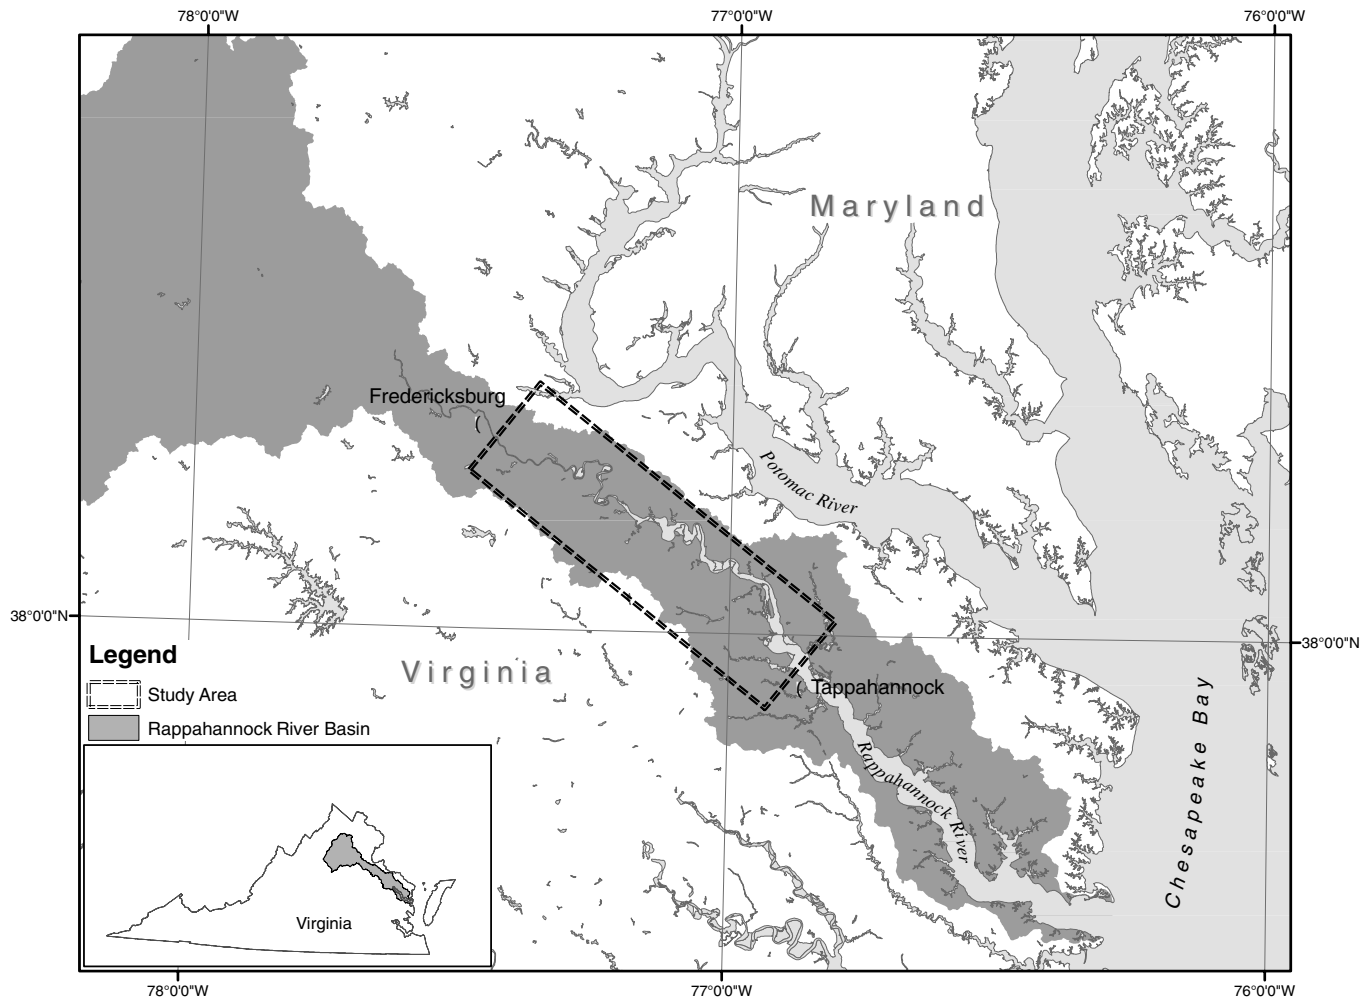 78°0'0"W
77°0'0"W
76°0'0"W
Maryland
Fredericksburg
Potomac River
38°0'0"N
38°0'0"N
Legend
Virginia
Study Area
Tappahannock
Rappahannock River Basin
Rappahannock River
Chesapeake Bay
Virginia
78°0'0"W
77°0'0"W
76°0'0"W